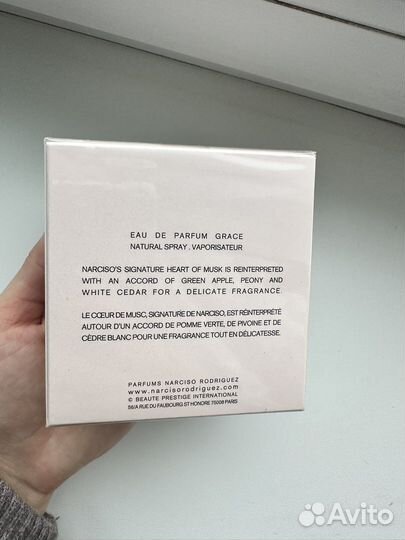 EAU DE PARFUM GRACE
NATURAL SPRAY . VAPORISATEUR
NARCISO'S SIGNATURE HEART OF MUSK IS REINTERPRETED
WITH AN ACCORD OF GREEN APPLE, PEONY AND
WHITE CEDAR FOR A DELICATE FRAGRANCE.
LE CŒUR DE MUSC, SIGNATURE DE NARCISO, EST RÉINTERPRÉTÉ
AUTOUR D'UN ACCORD DE POMME VERTE, DE PIVOINE ET DE
CÈDRE BLANC POUR UNE FRAGRANCE TOUT EN DÉLICATESSE.
PARFUMS NARCISO RODRIGUEZ
www.narcisorodriguez.com
© BEAUTE PRESTIGE INTERNATIONAL
56/A RUE DU FAUBOURG ST HONORE 75008 PARIS
Avito